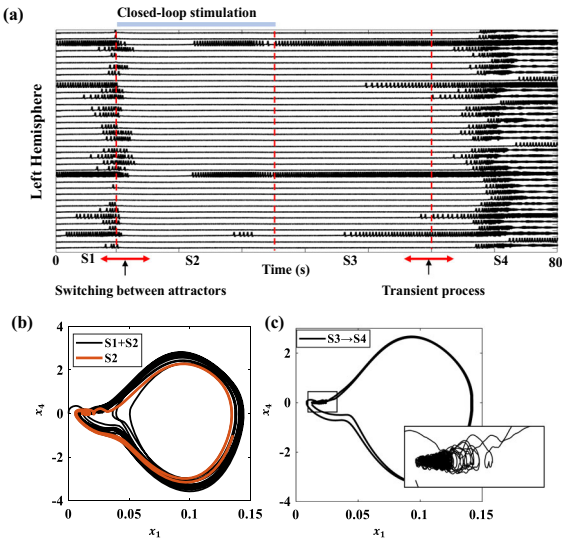 (a)
Closed-loop stimulation
Left Hemisphere
0 S1 S2 Time (s) S3 S4 80
Switching between attractors Transient process
(b) (c)
4
2
0
-2
-4
x₄
S1+S2
S2
0 0.05 0.1 0.15
x₁
2
0
-2
-4
x₄
S3→S4
0 0.05 0.1 0.15
x₁